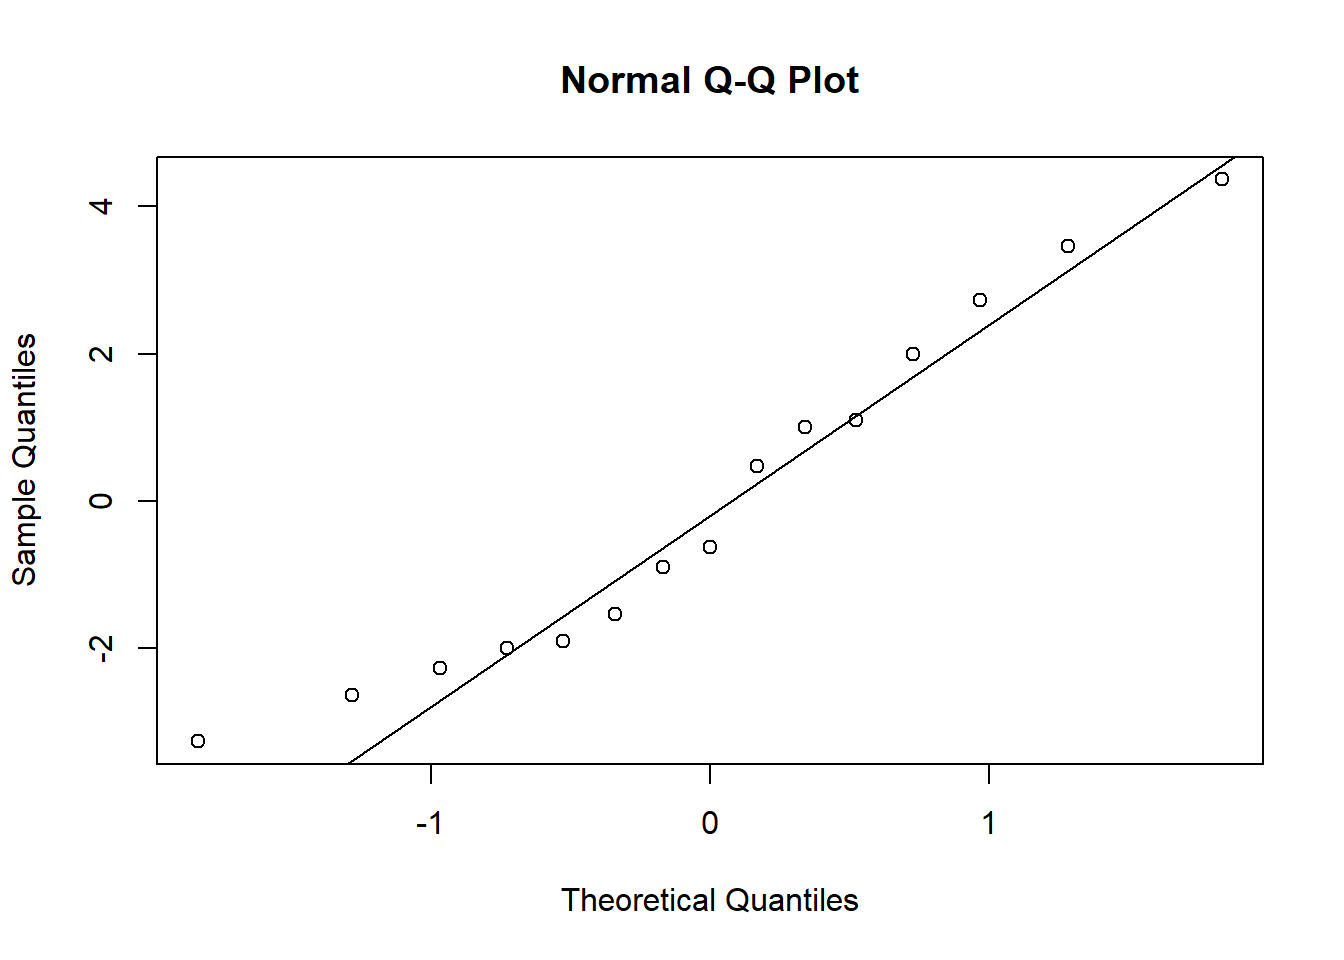 Normal Q-Q Plot
4
2
0
-2
Sample Quantiles
-1 0 1
Theoretical Quantiles